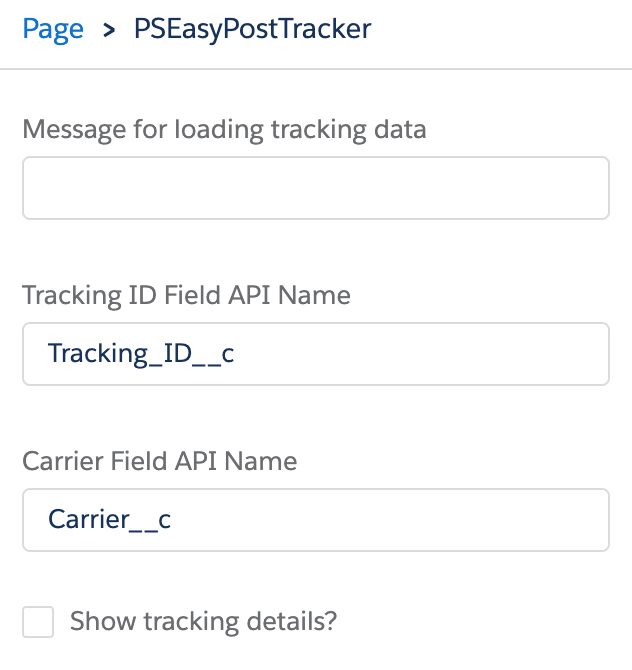 Page > PSEasyPostTracker
Message for loading tracking data
Tracking ID Field API Name
Tracking_ID__c
Carrier Field API Name
Carrier__c
Show tracking details?